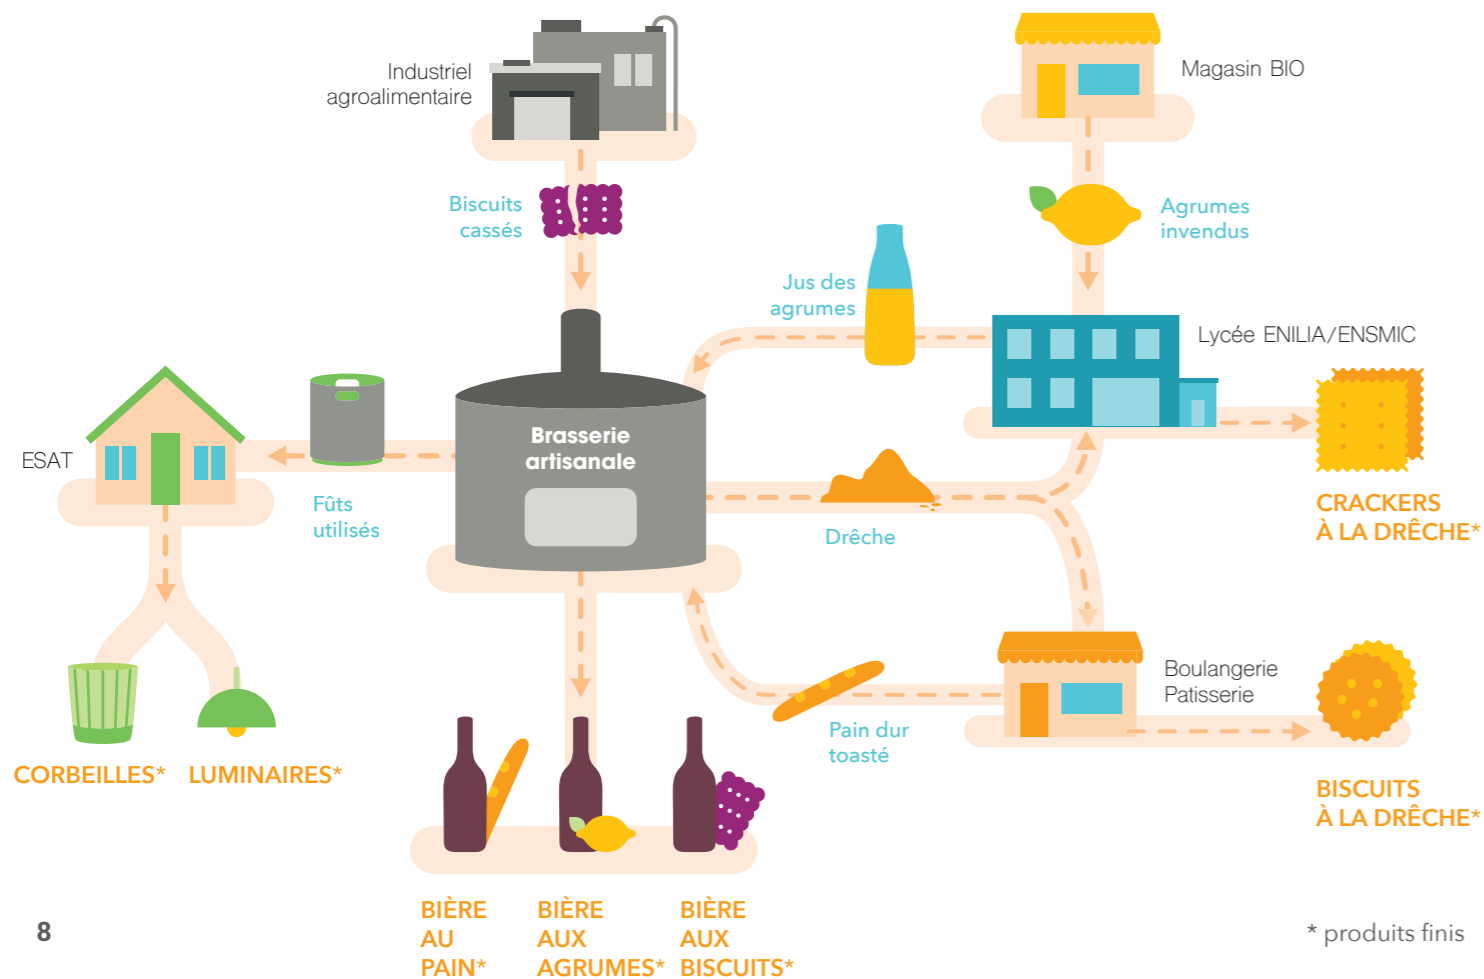 Industriel
agroalimentaire
Magasin BIO
Biscuits
cassés
Agrumes
invendus
Jus des
agrumes
Lycée ENILIA/ENSMIC
Brasserie
artisanale
ESAT
Fûts
utilisés
Drêche
CRACKERS
À LA DRÊCHE*
Boulangerie
Patisserie
Pain dur
toasté
CORBEILLES*
LUMINAIRES*
BISCUITS
À LA DRÊCHE*
BIÈRE
AU
PAIN*
BIÈRE
AUX
AGRUMES*
BIÈRE
AUX
BISCUITS*
8
* produits finis